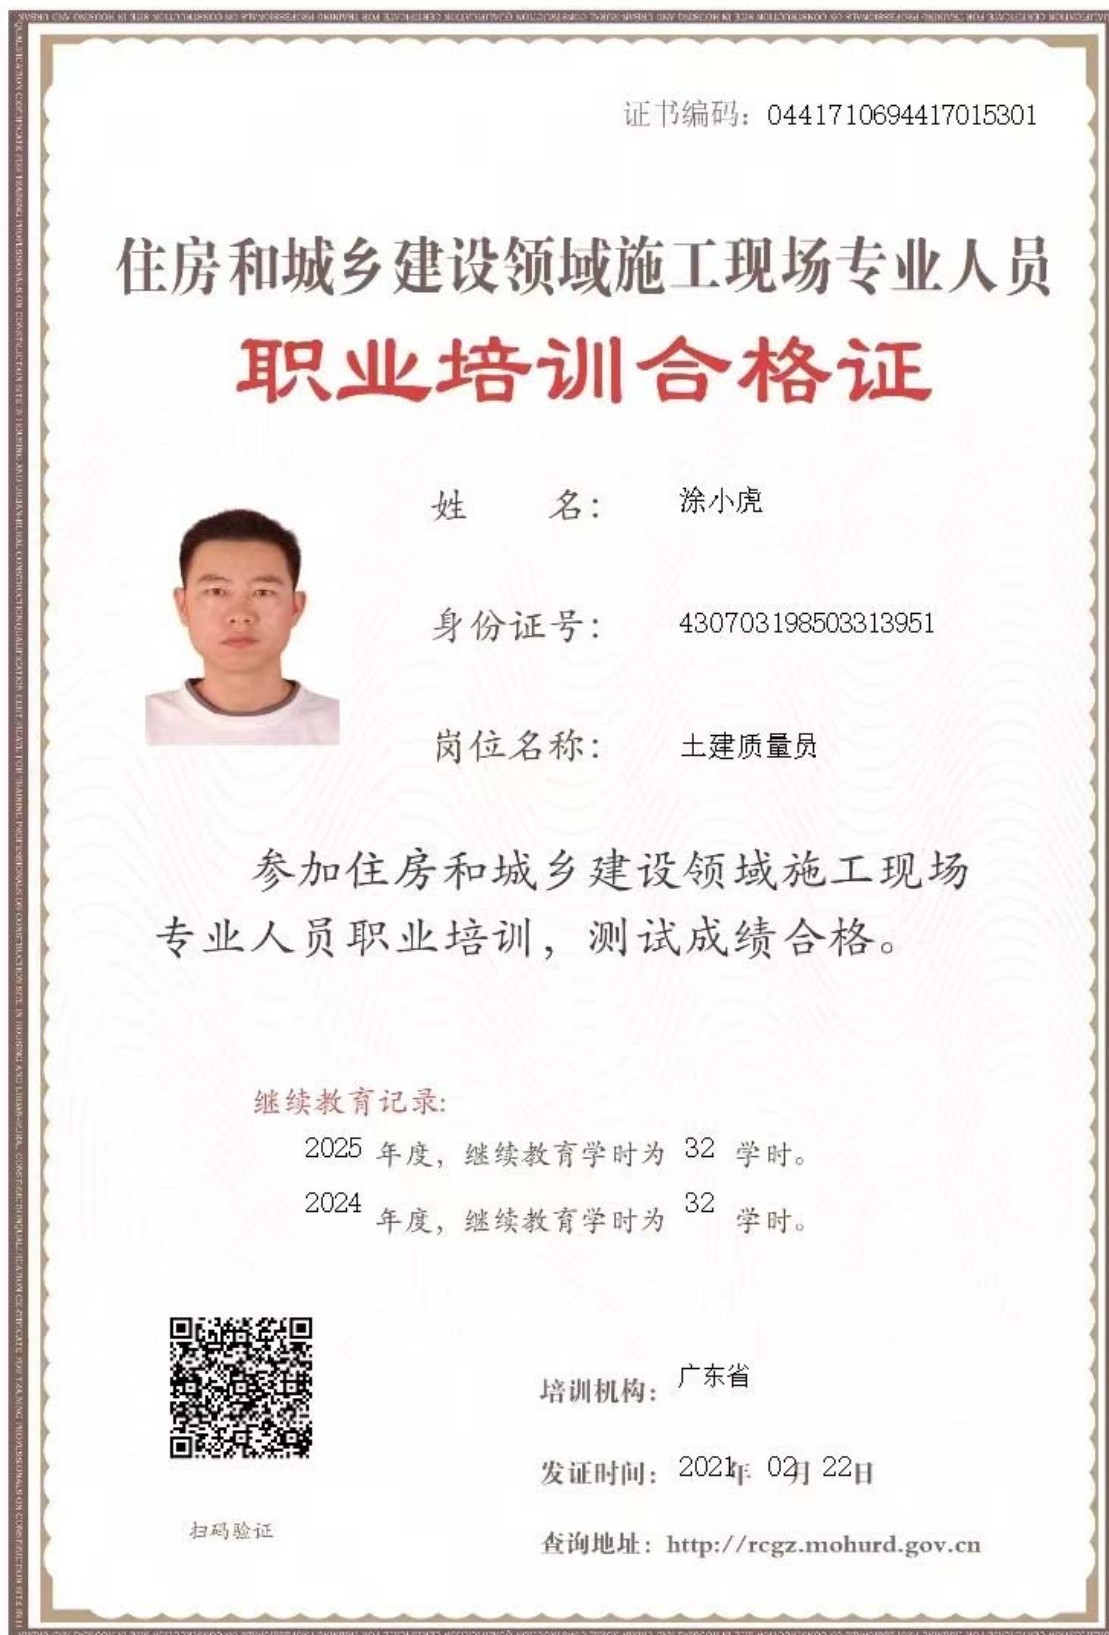 证书编码：0441710694417015301
住房和城乡建设领域施工现场专业人员
职业培训合格证
姓 名： 涂小虎
身份证号： 430703198503313951
岗位名称： 土建质量员
参加住房和城乡建设领域施工现场
专业人员职业培训，测试成绩合格。
继续教育记录:
2025 年度，继续教育学时为 32 学时。
2024 年度，继续教育学时为 32 学时。
培训机构： 广东省
发证时间： 2021年 02月 22日
扫码验证
查询地址：http://rcgz.mohurd.gov.cn